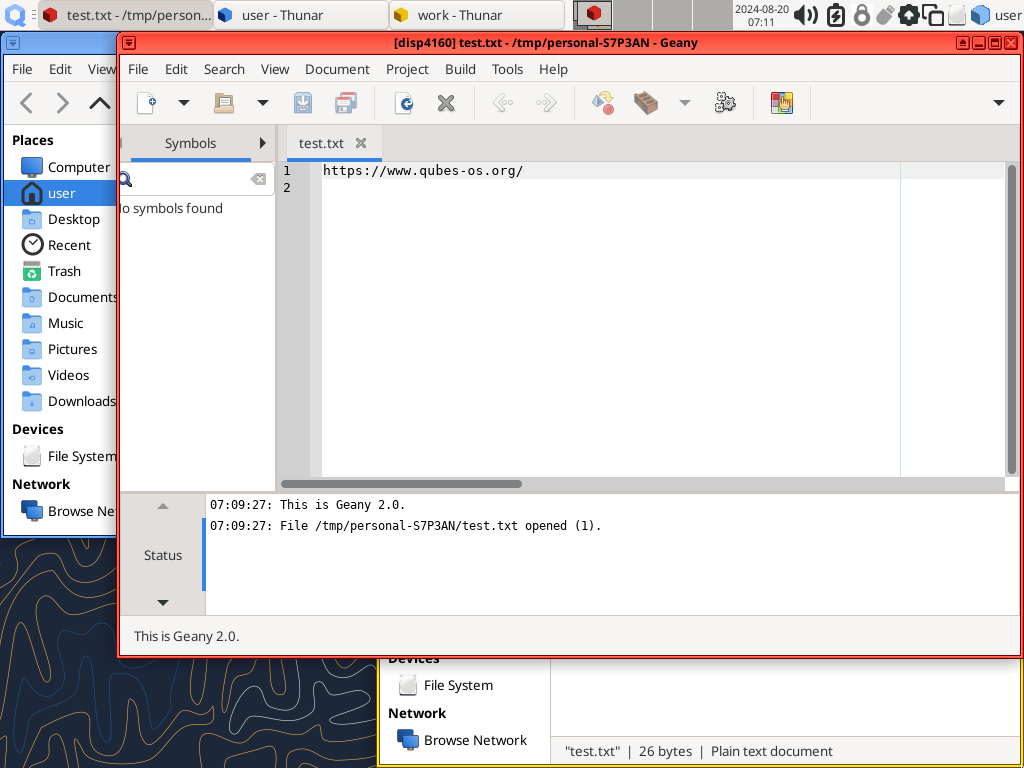 test.txt - /tmp/person...
user - Thunar
work - Thunar
2024-08-20
07:11
user
[disp4160] test.txt - /tmp/personal-S7P3AN - Geany
File Edit View
File Edit Search View Document Project Build Tools Help
Places
Computer
user
Desktop
Recent
Trash
Documents
Music
Pictures
Videos
Downloads
Devices
File System
Network
Browse Ne
Symbols
o symbols found
test.txt
1 https://www.qubes-os.org/
2
07:09:27: This is Geany 2.0.
07:09:27: File /tmp/personal-S7P3AN/test.txt opened (1).
Status
This is Geany 2.0.
Devices
File System
Network
Browse Network
"test.txt" | 26 bytes | Plain text document